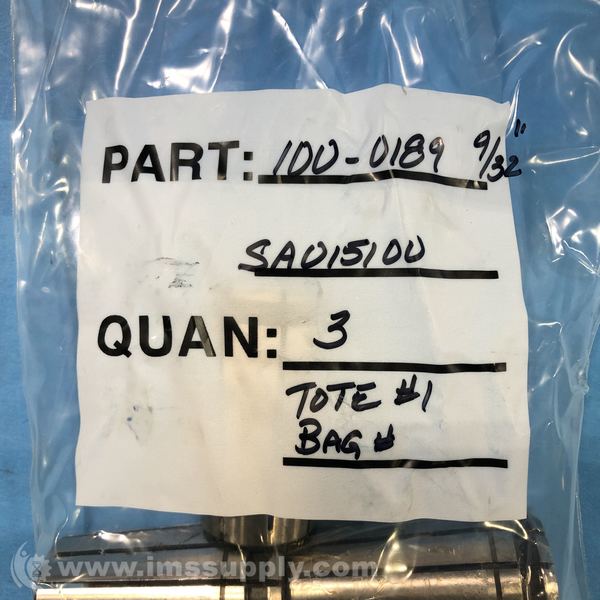 PART: 100-0189 9/32"
SA015100
QUAN: 3
TOTE #1
BAG #
www.imssupply.com